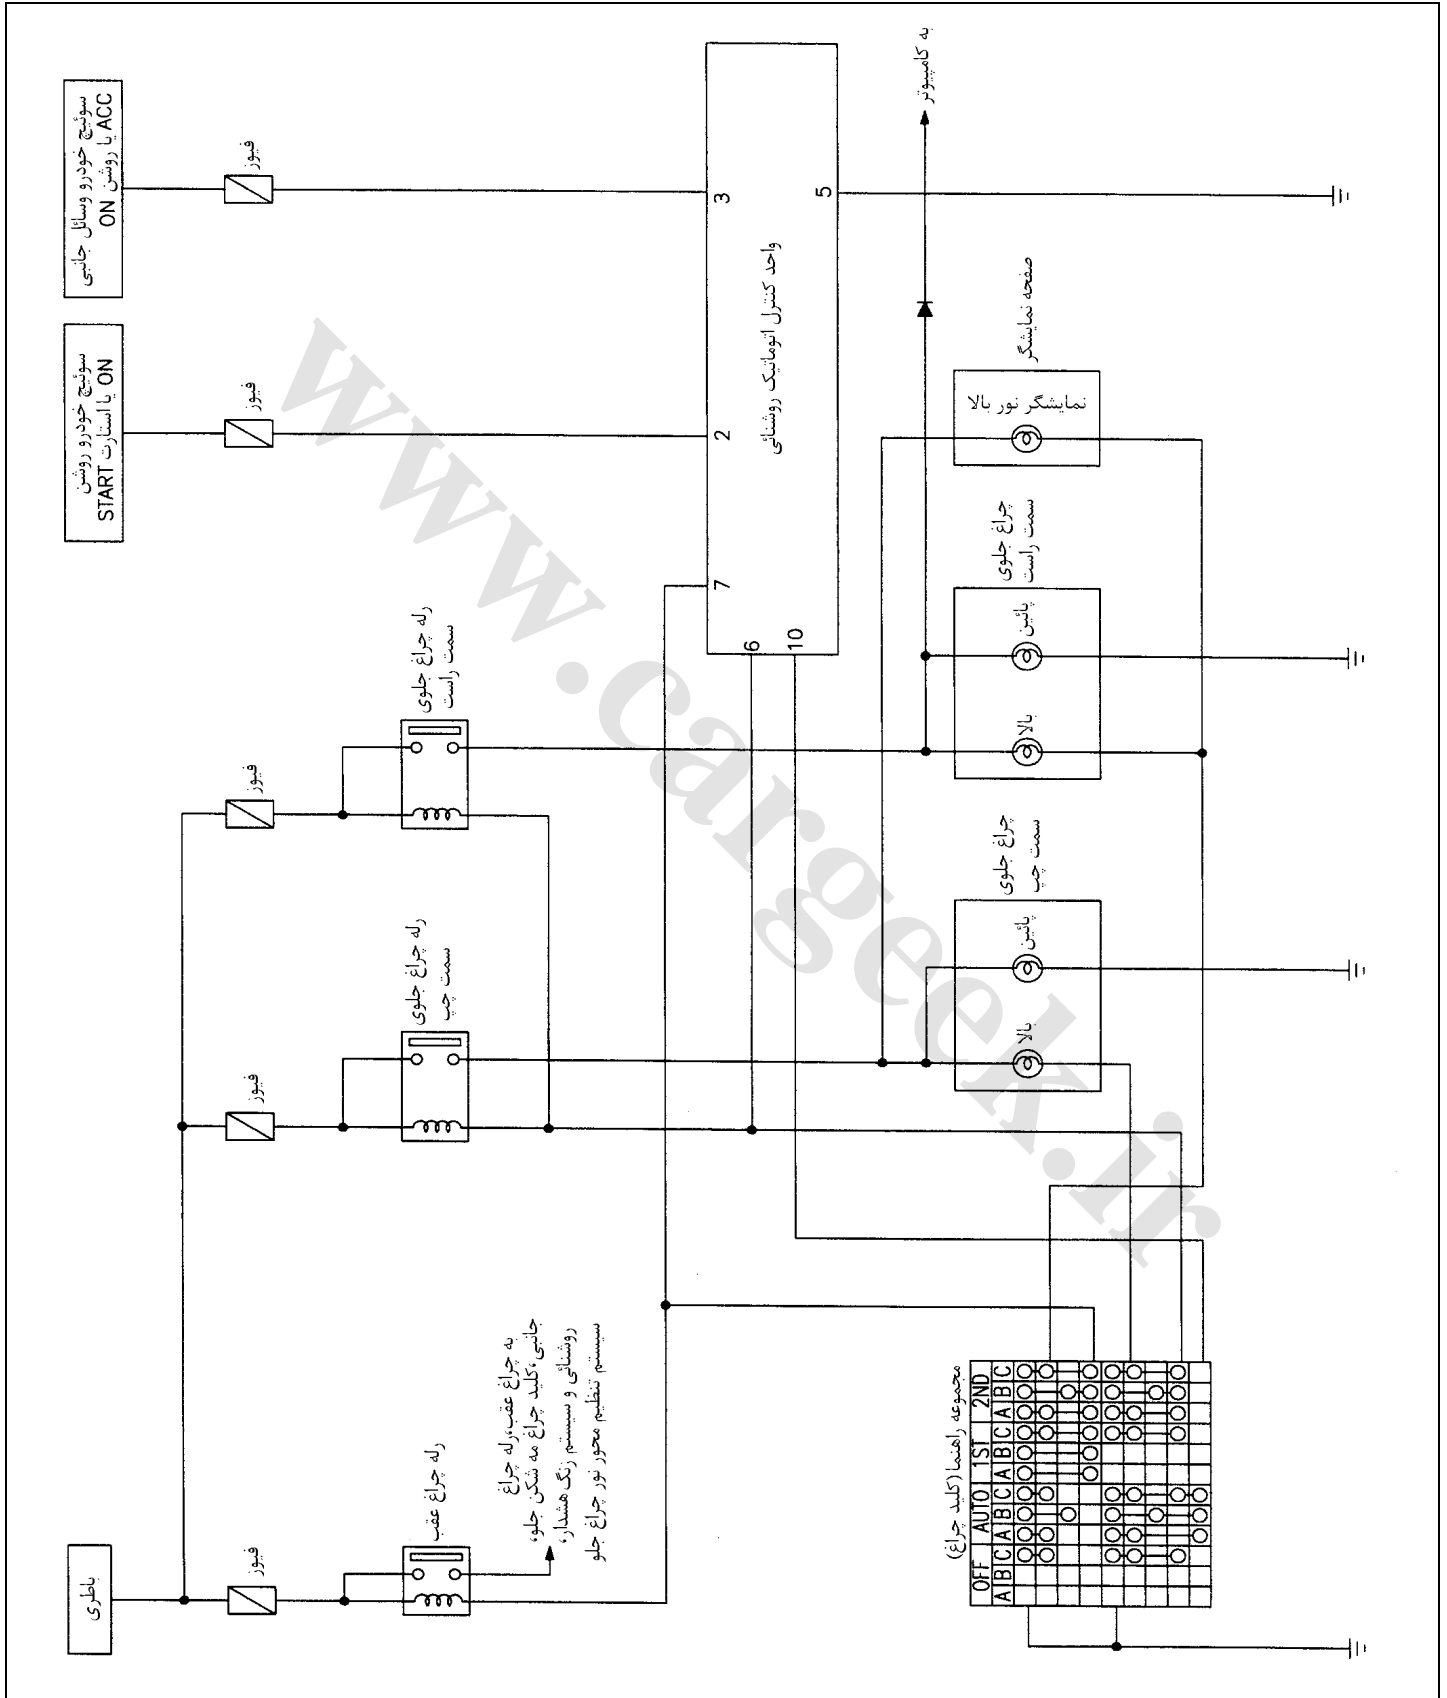 باطری
سوئیچ خودرو روشن
ON یا استارت START
سوئیچ خودرو وسائل جانبی
ACC یا روشن ON
فیوز
فیوز
فیوز
فیوز
فیوز
رله چراغ عقب
رله چراغ جلوی
سمت چپ
رله چراغ جلوی
سمت راست
به چراغ عقب،رله چراغ
جانبی،کلید چراغ مه شکن جلو،
روشنائی و سیستم زنگ هشدار،
سیستم تنظیم محور نور چراغ جلو
واحد کنترل اتوماتیک روشنائی
7
2
3
6
10
5
به کامپیوتر
مجموعه راهنما (کلید چراغ)
OFF AUTO 1ST 2ND
A B C A B C A B C A B C
چراغ جلوی
سمت چپ
بالا
پائین
چراغ جلوی
سمت راست
بالا
پائین
صفحه نمایشگر
نمایشگر نور بالا
www.cargeek.ir